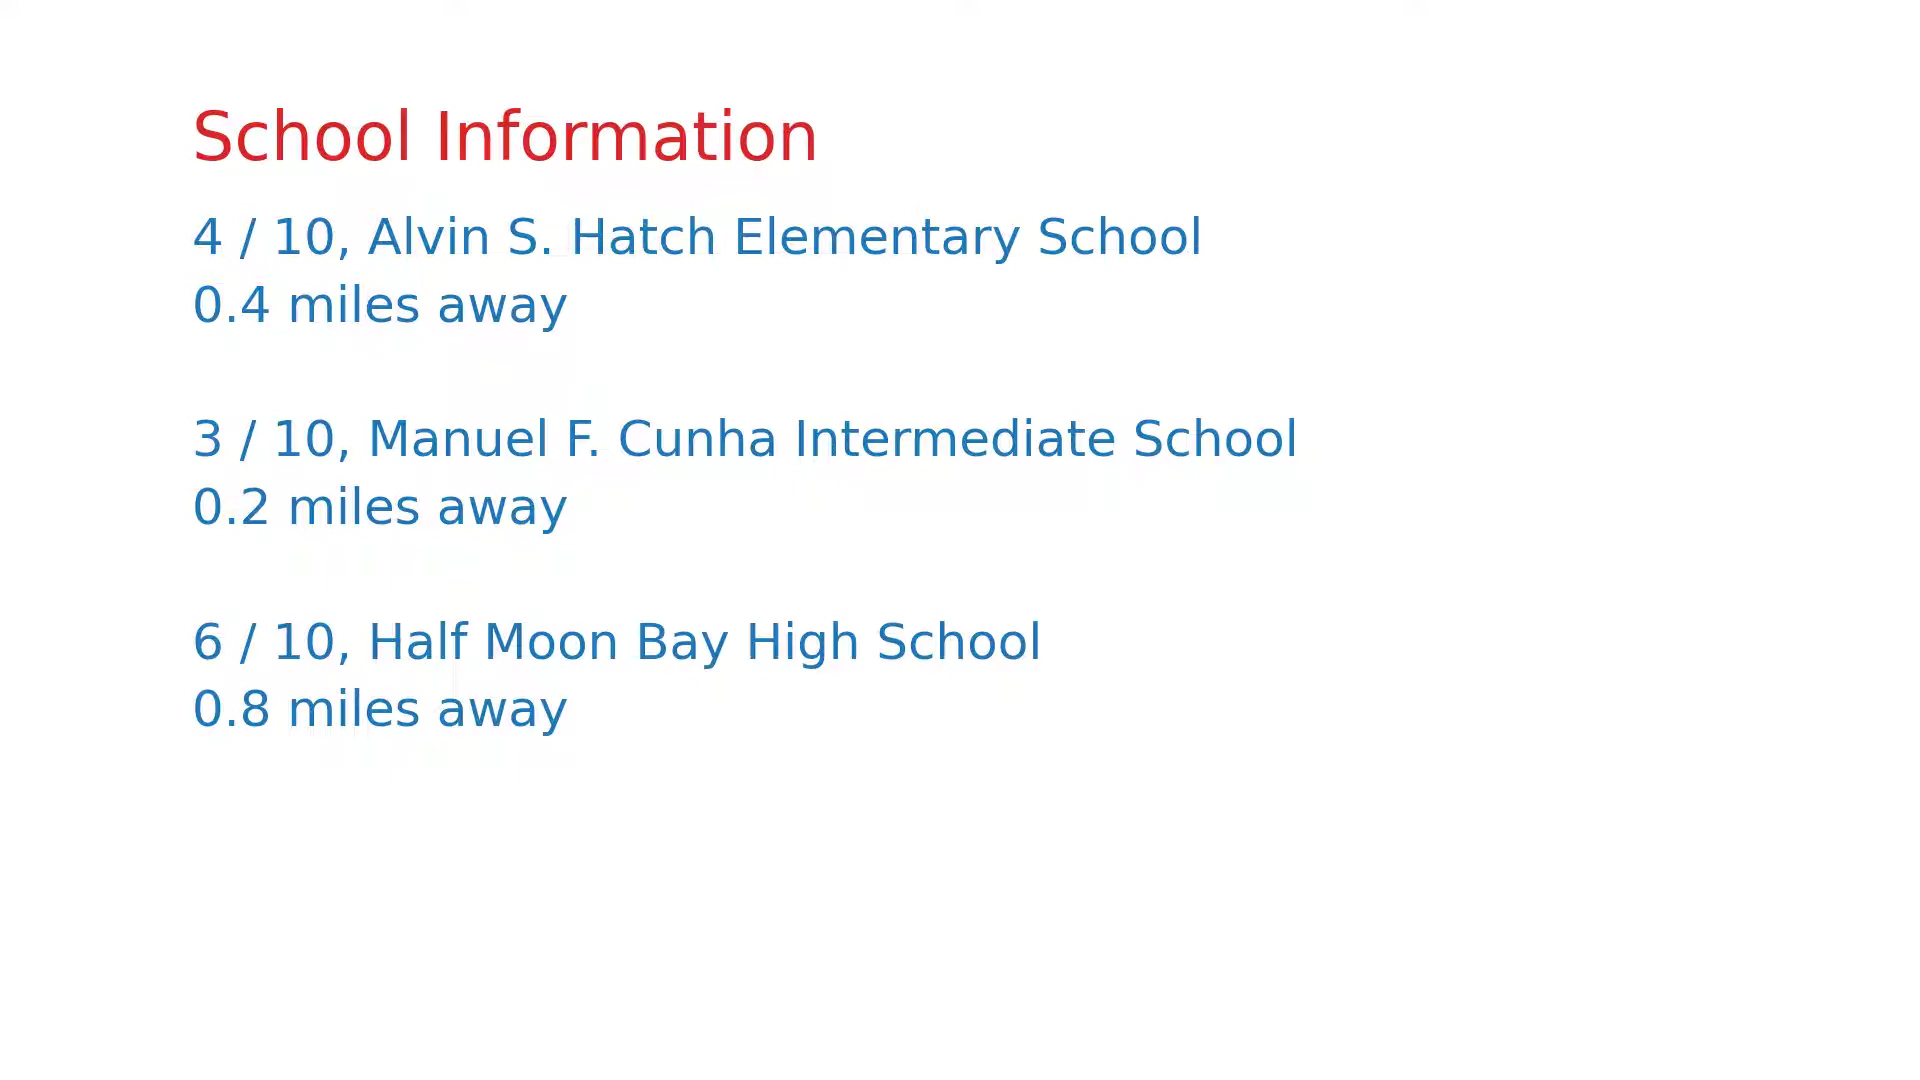 School Information
4 / 10, Alvin S. Hatch Elementary School
0.4 miles away
3 / 10, Manuel F. Cunha Intermediate School
0.2 miles away
6 / 10, Half Moon Bay High School
0.8 miles away